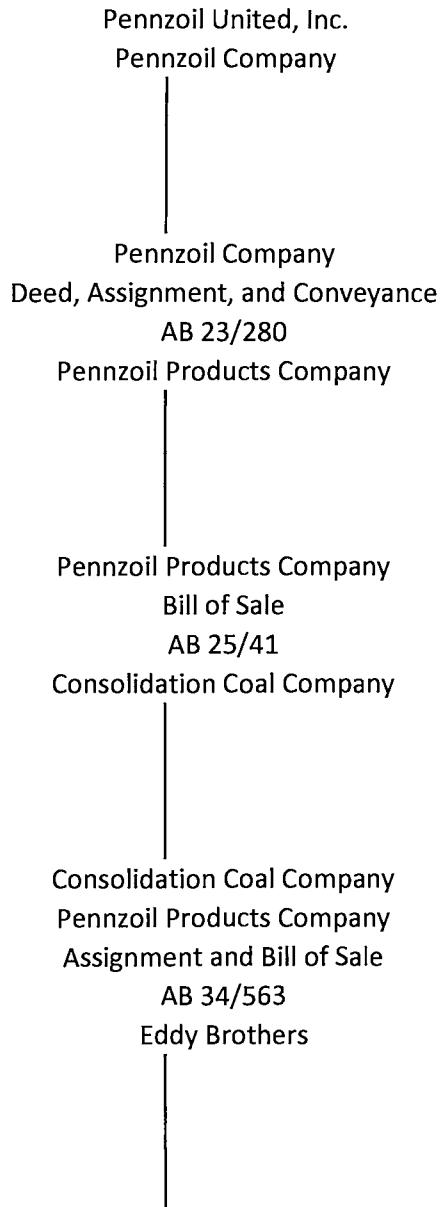 Pennzoil United, Inc.
Pennzoil Company
Pennzoil Company
Deed, Assignment, and Conveyance
AB 23/280
Pennzoil Products Company
Pennzoil Products Company
Bill of Sale
AB 25/41
Consolidation Coal Company
Consolidation Coal Company
Pennzoil Products Company
Assignment and Bill of Sale
AB 34/563
Eddy Brothers